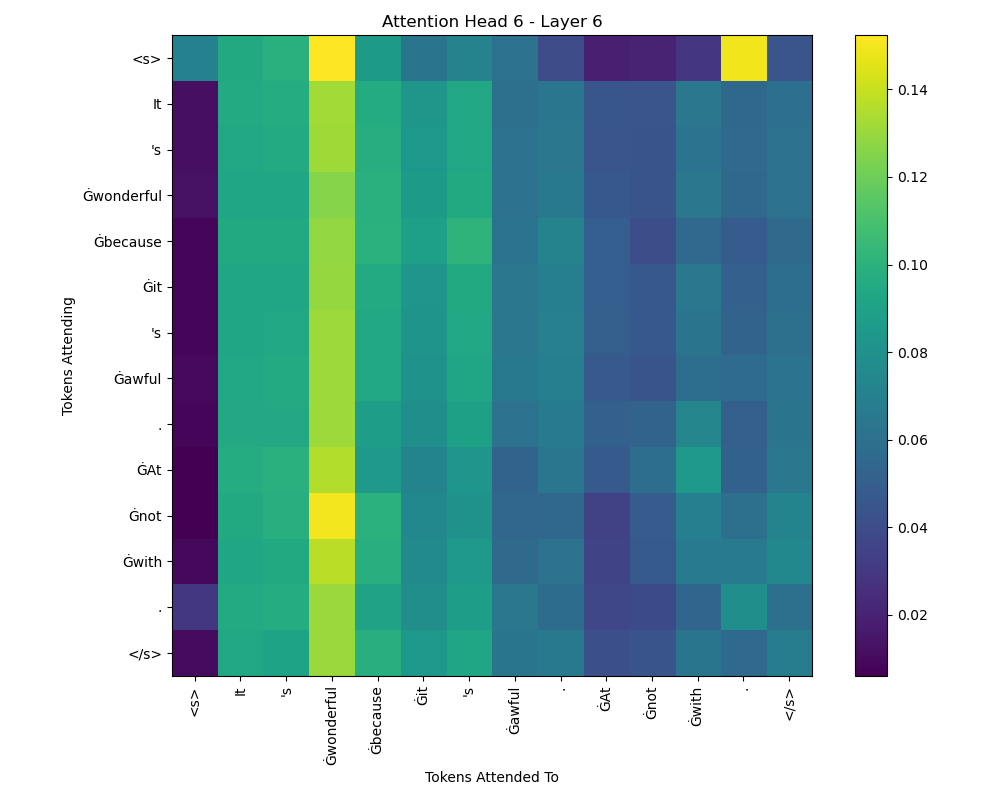 Attention Head 6 - Layer 6
<s>
It
's
Ġwonderful
Ġbecause
Ġit
's
Ġawful
.
ĠAt
Ġnot
Ġwith
.
</s>
Tokens Attending
<s>
It
's
Ġwonderful
Ġbecause
Ġit
's
Ġawful
.
ĠAt
Ġnot
Ġwith
.
</s>
Tokens Attended To
0.14
0.12
0.10
0.08
0.06
0.04
0.02